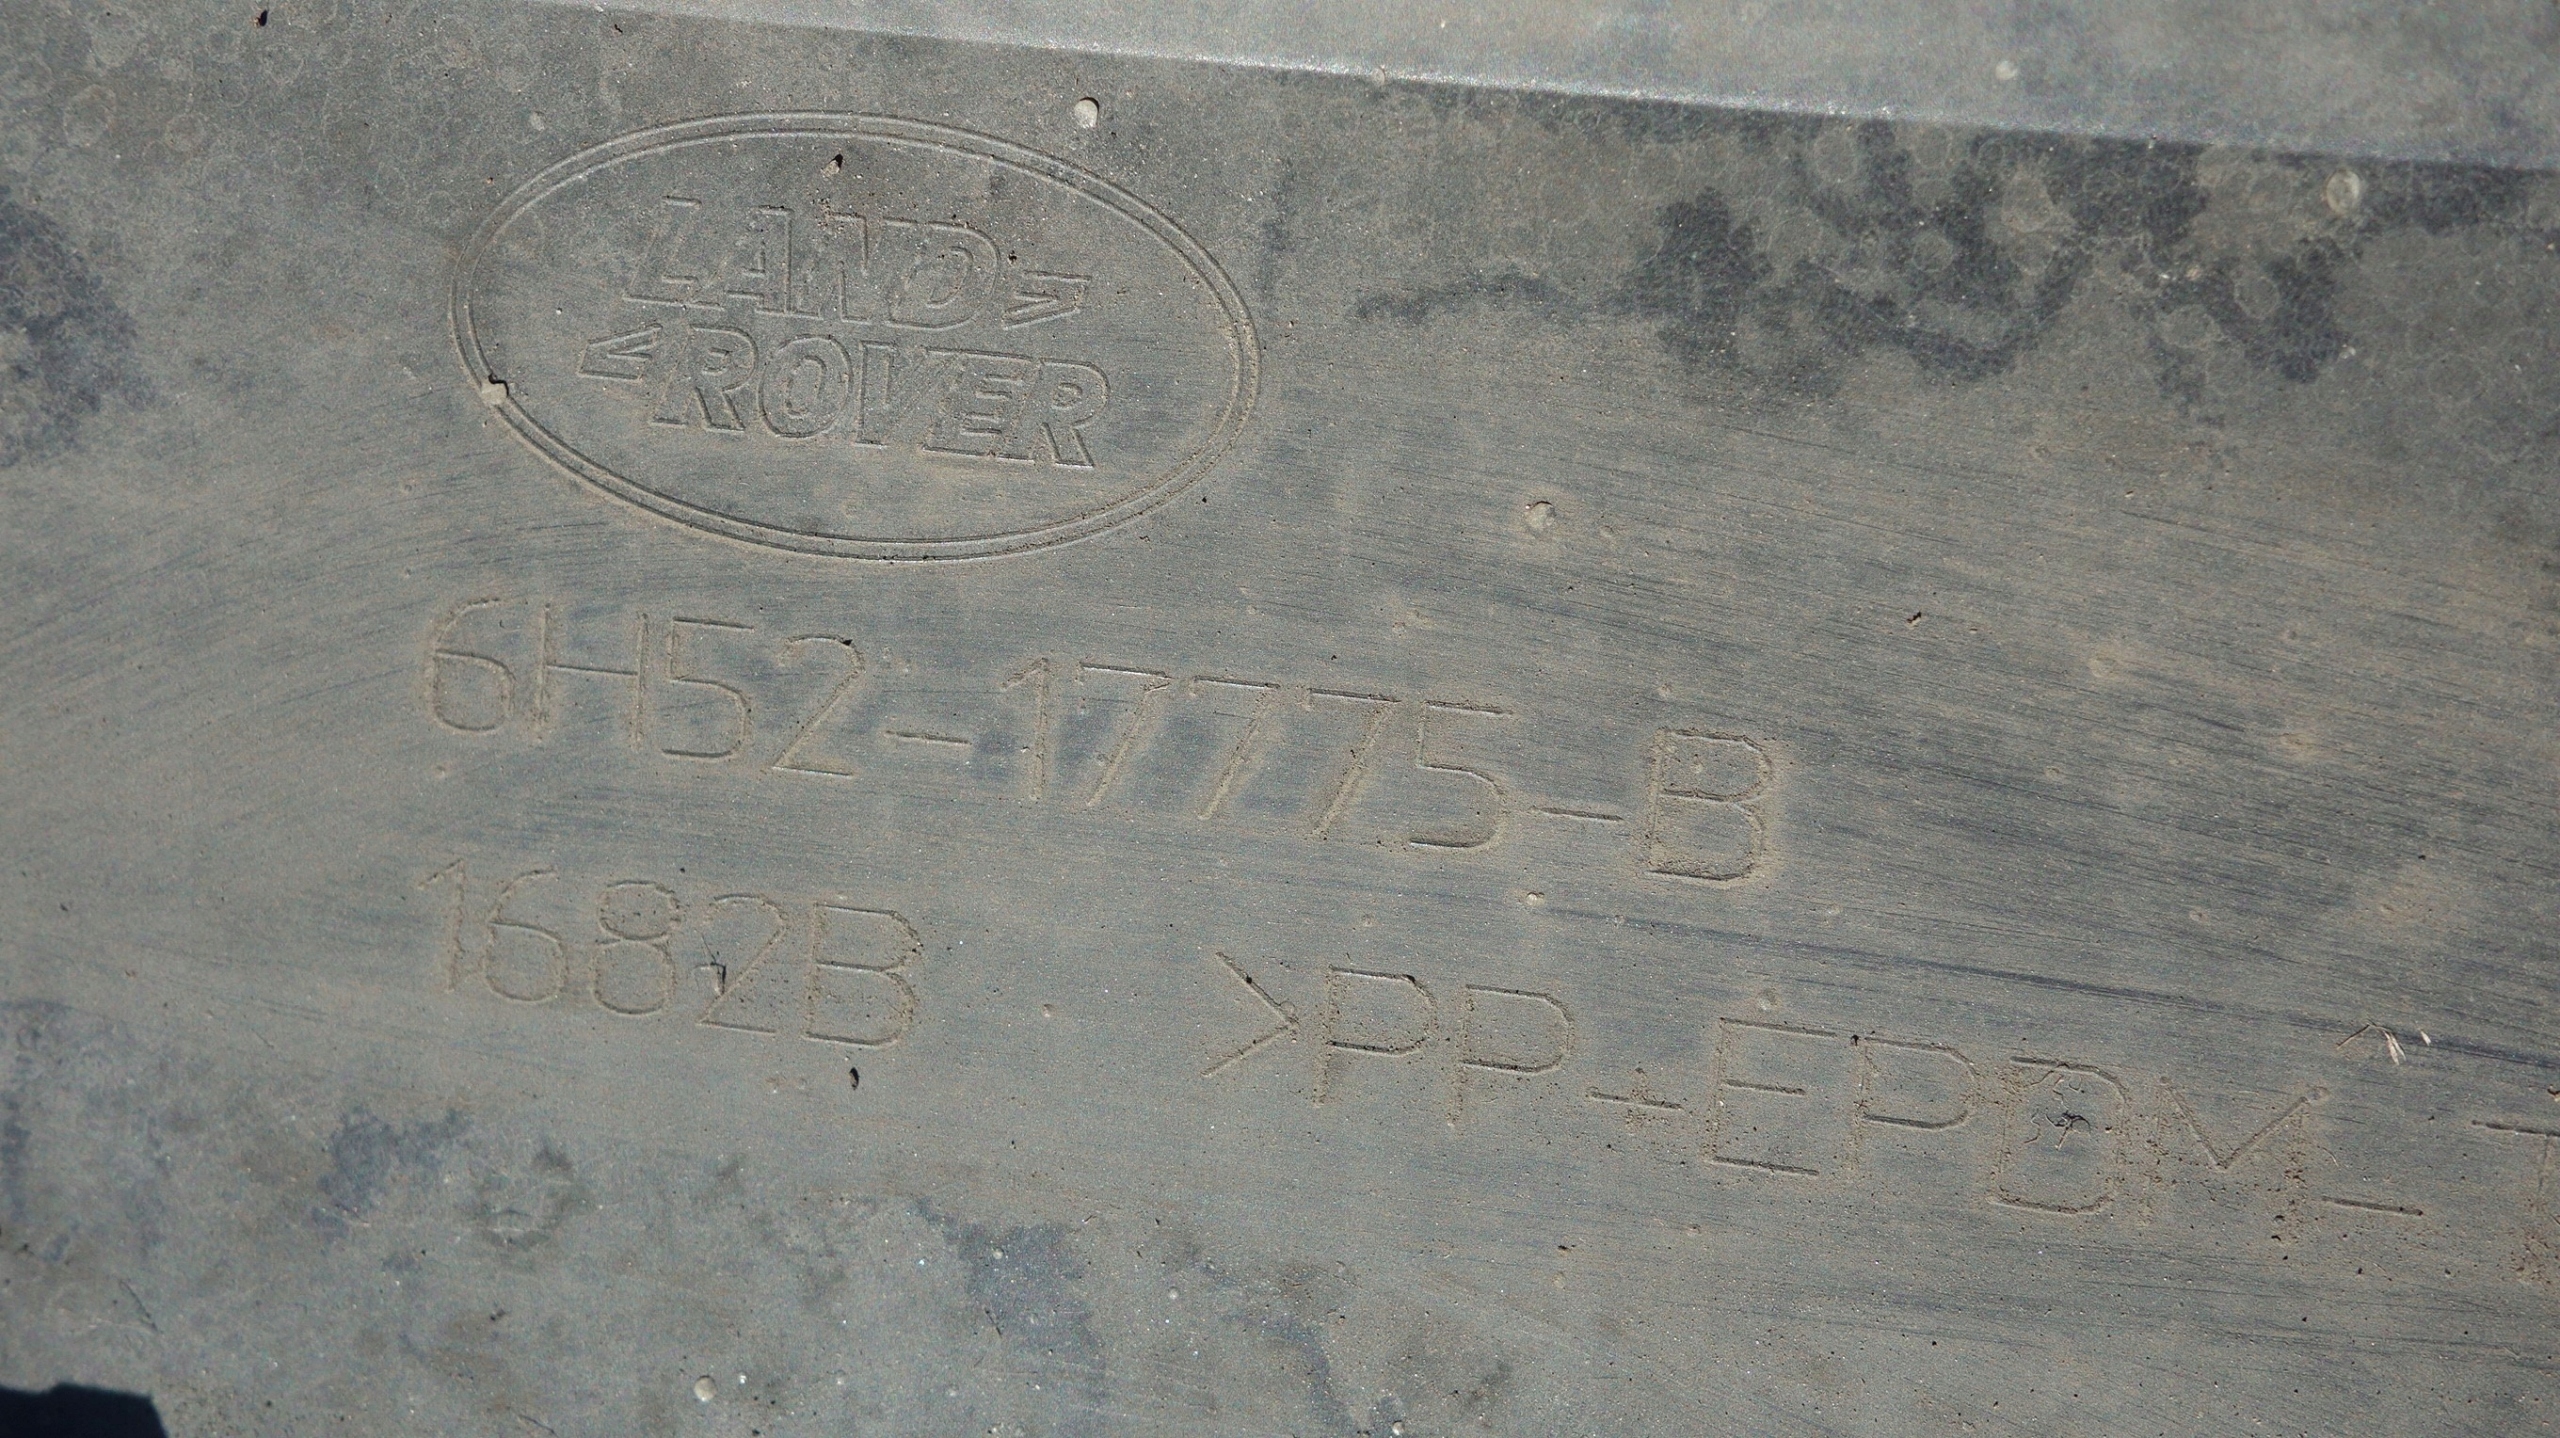 LAND
ROVER
6H52-17775-B
1682B >PP+EPDM-T